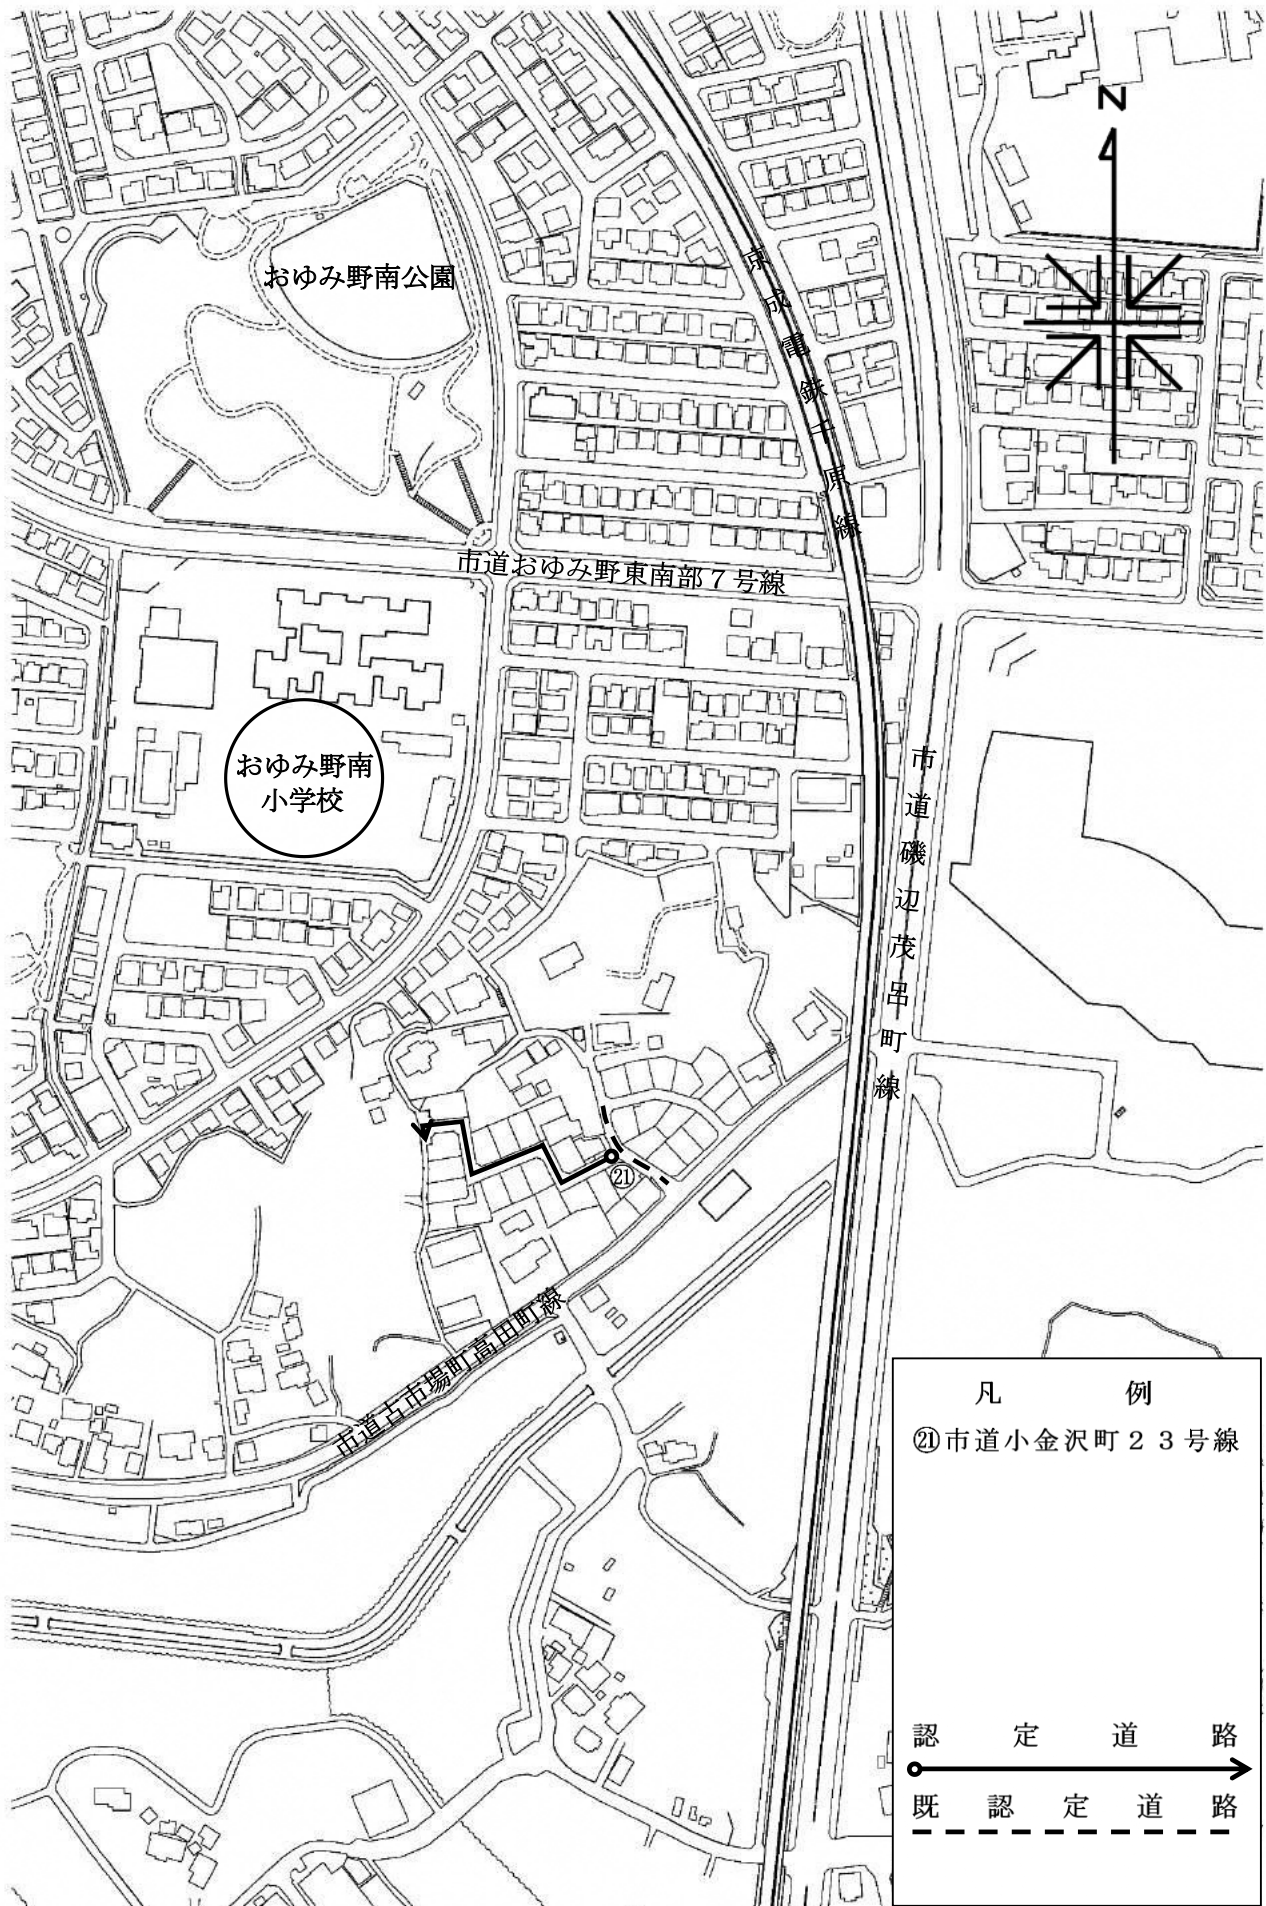 N
おゆみ野南公園
京成電鉄千原線
市道おゆみ野東南部7号線
おゆみ野南
小学校
市道磯辺茂呂町線
㉑
市道古市場町高田町線
凡例
㉑市道小金沢町23号線
認定道路
既認定道路